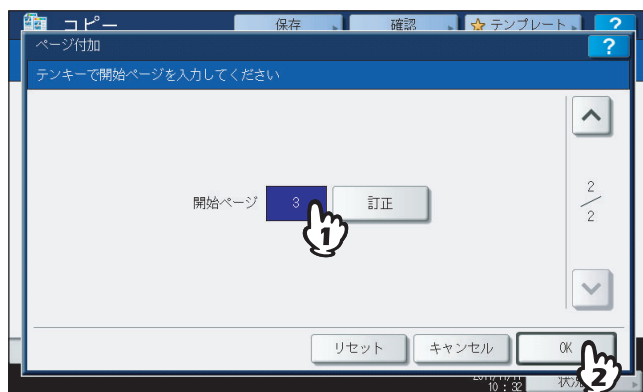 コピー 保存 確認 テンプレート ?
ページ付加 ?
テンキーで開始ページを入力してください
開始ページ 3 訂正
1
2
2
リセット キャンセル OK
2
10:32